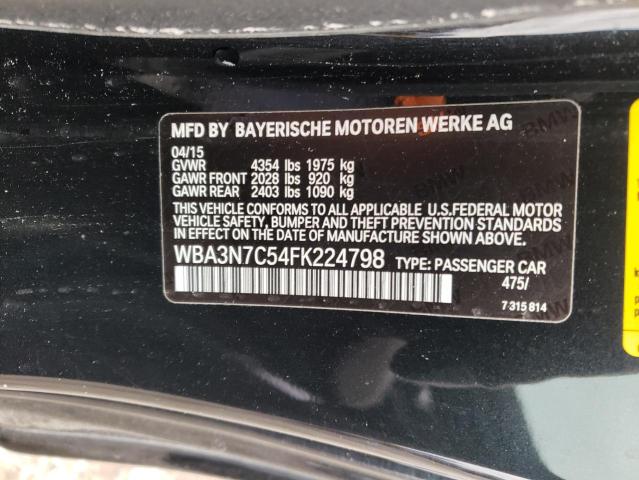 MFD BY BAYERISCHE MOTOREN WERKE AG
04/15
GVWR 4354 lbs 1975 kg
GAWR FRONT 2028 lbs 920 kg
GAWR REAR 2403 lbs 1090 kg
THIS VEHICLE CONFORMS TO ALL APPLICABLE U.S.FEDERAL MOTOR
VEHICLE SAFETY, BUMPER AND THEFT PREVENTION STANDARDS
IN EFFECT ON THE DATE OF MANUFACTURE SHOWN ABOVE.
WBA3N7C54FK224798 TYPE: PASSENGER CAR
475/
7 315 814